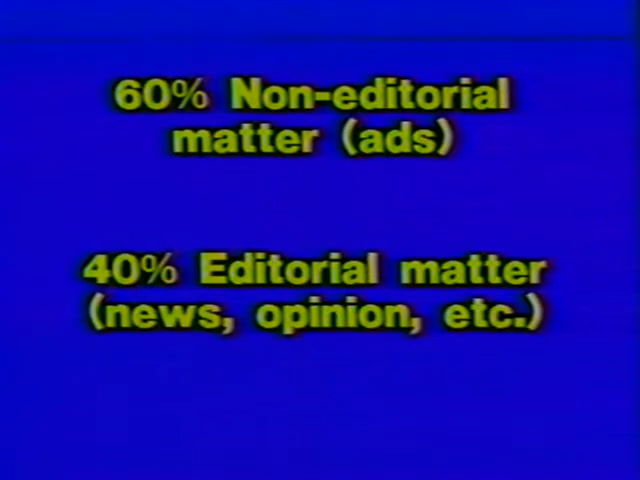 60% Non-editorial
matter (ads)
40% Editorial matter
(news, opinion, etc.)